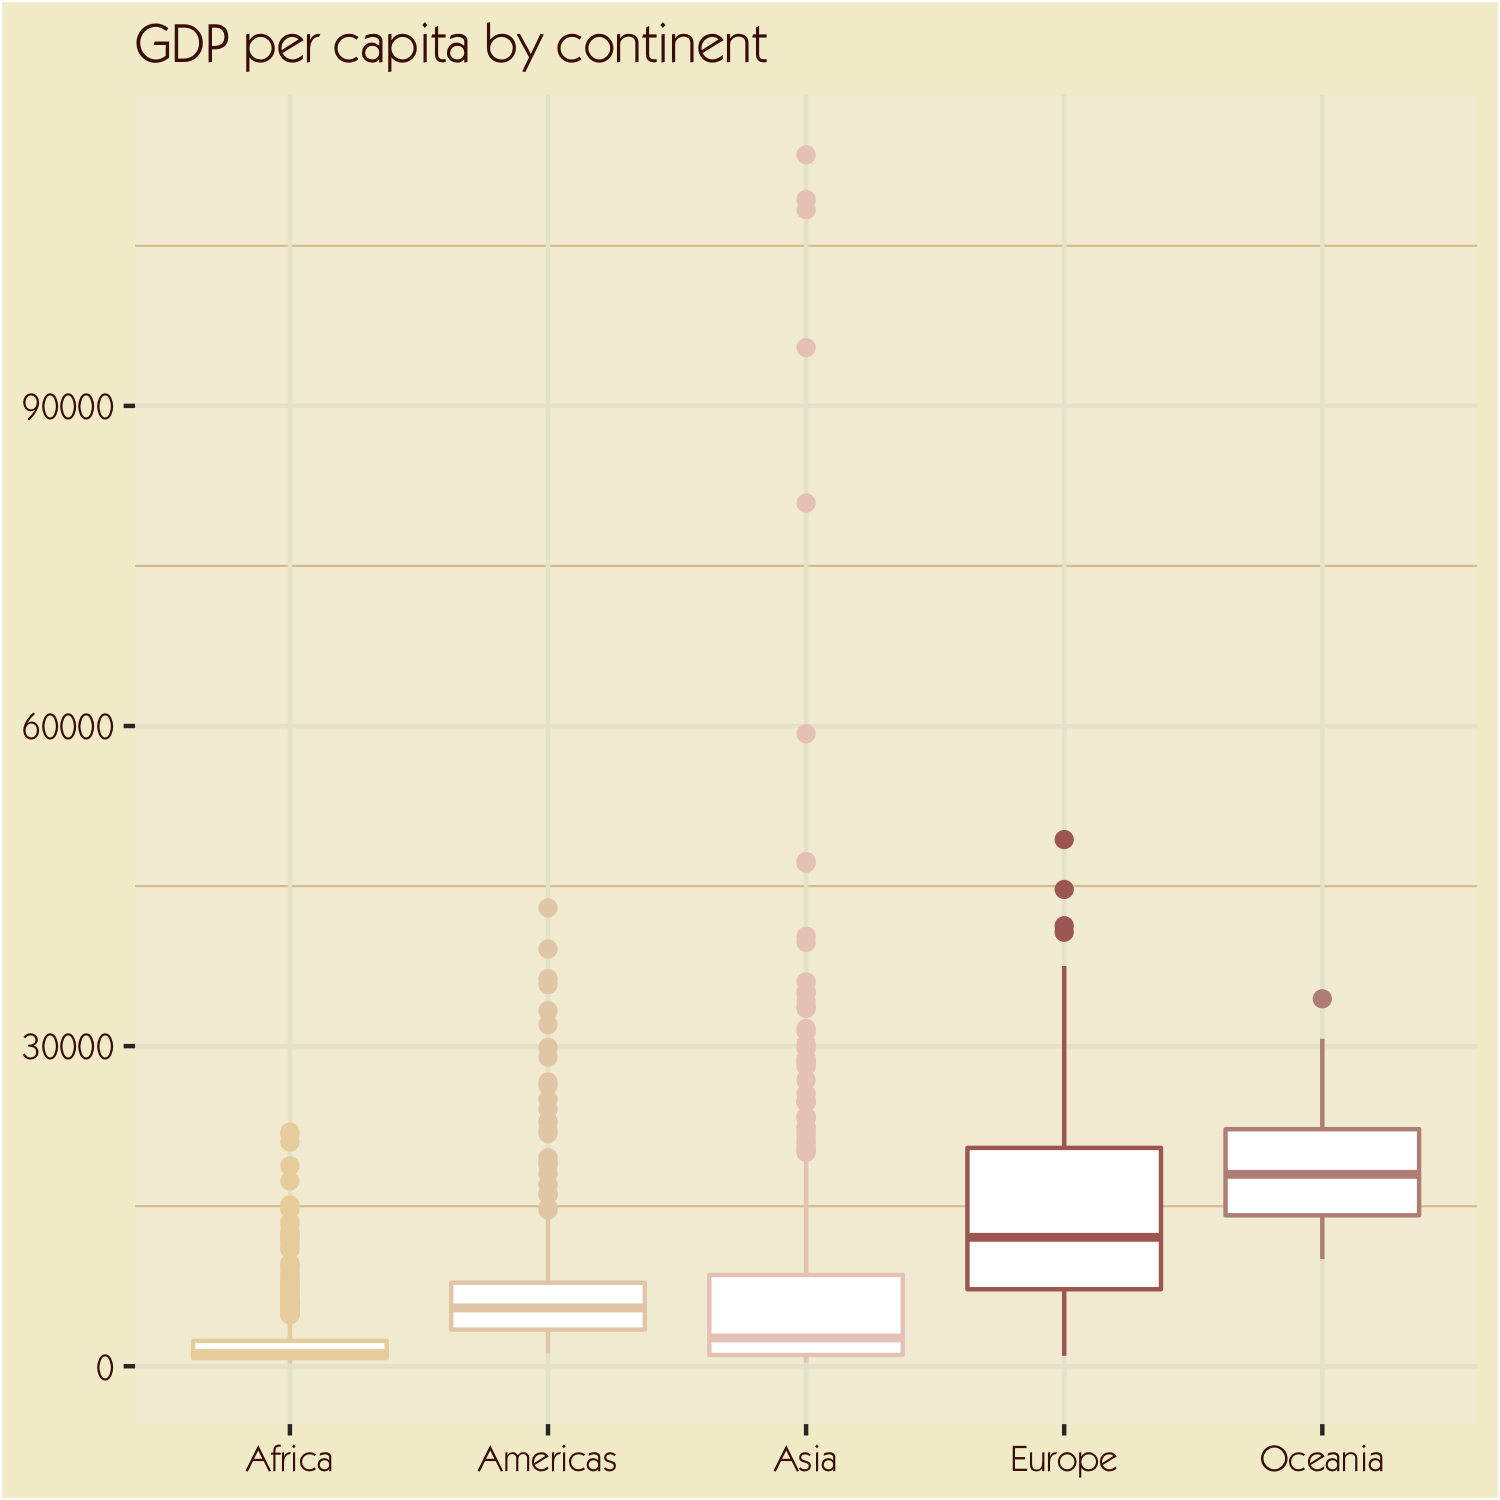 GDP per capita by continent
90000
60000
30000
0
Africa Americas Asia Europe Oceania